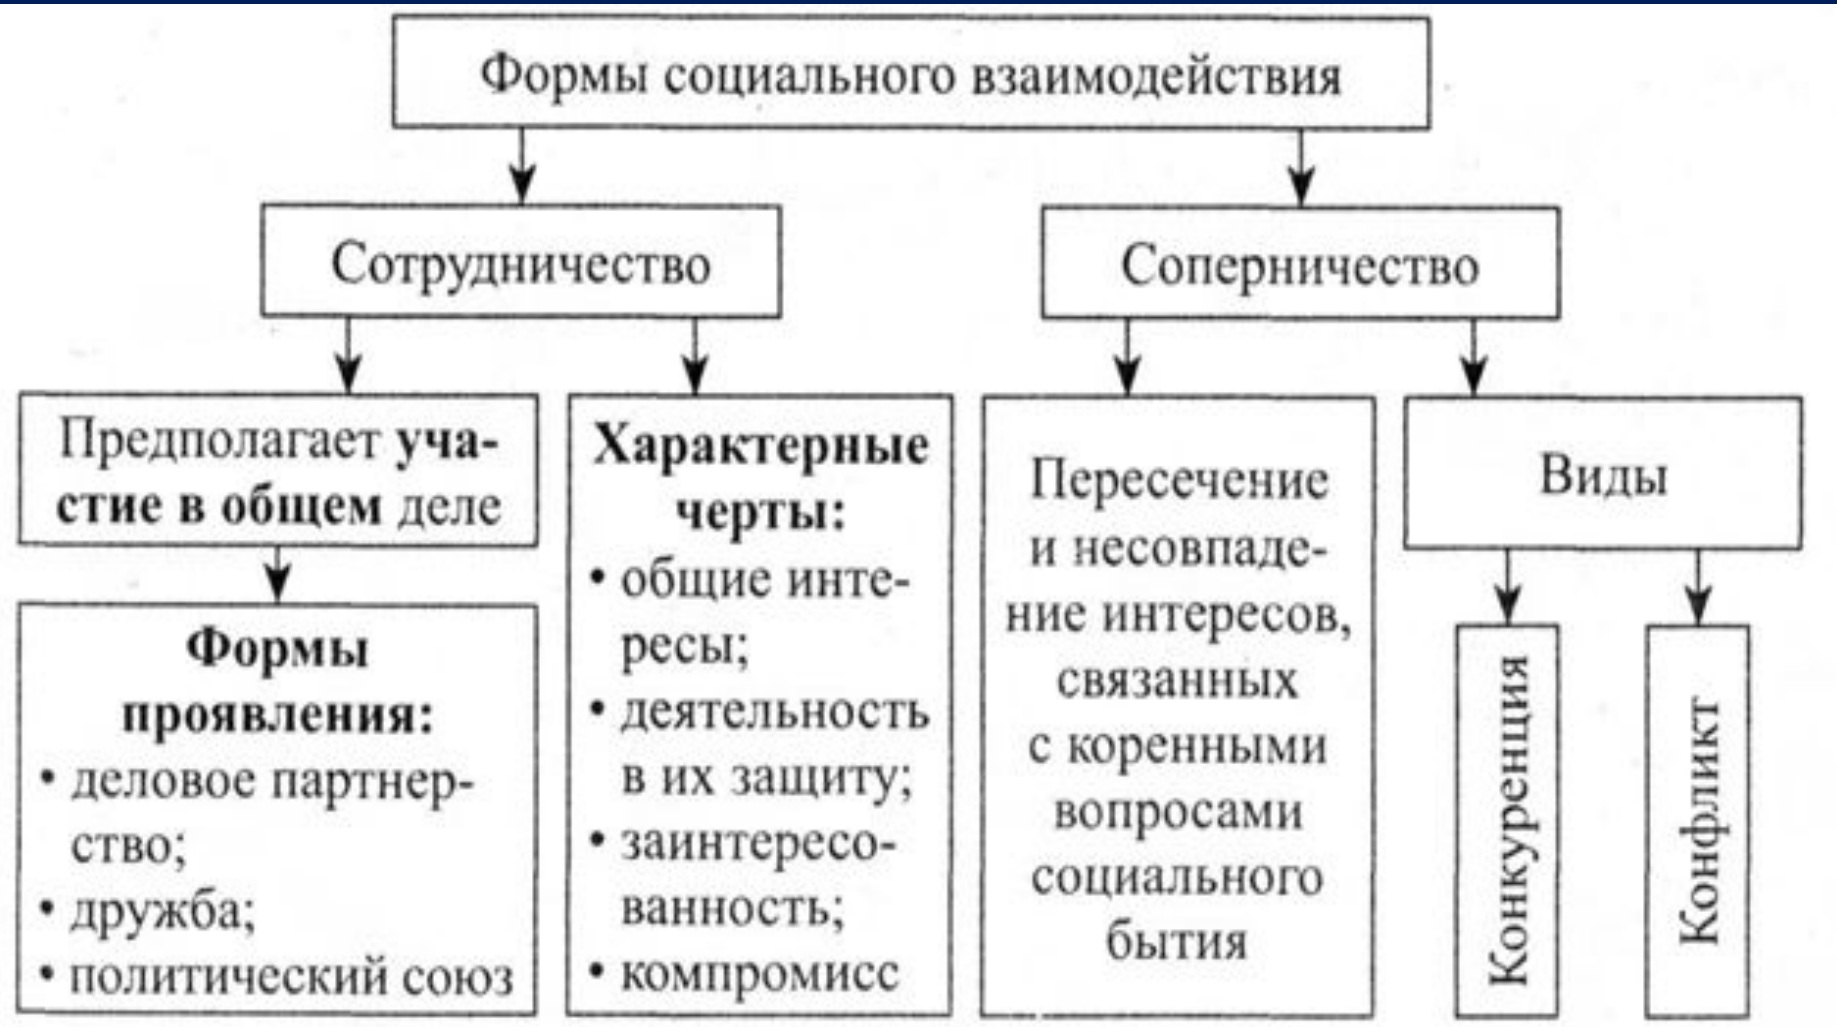 Формы социального взаимодействия
Сотрудничество
Соперничество
Предполагает уча-
стие в общем деле
Формы
проявления:
• деловое партнер-
ство;
• дружба;
• политический союз
Характерные
черты:
• общие инте-
ресы;
• деятельность
в их защиту;
• заинтересо-
ванность;
• компромисс
Пересечение
и несовпаде-
ние интересов,
связанных
с коренными
вопросами
социального
бытия
Виды
Конкуренция
Конфликт